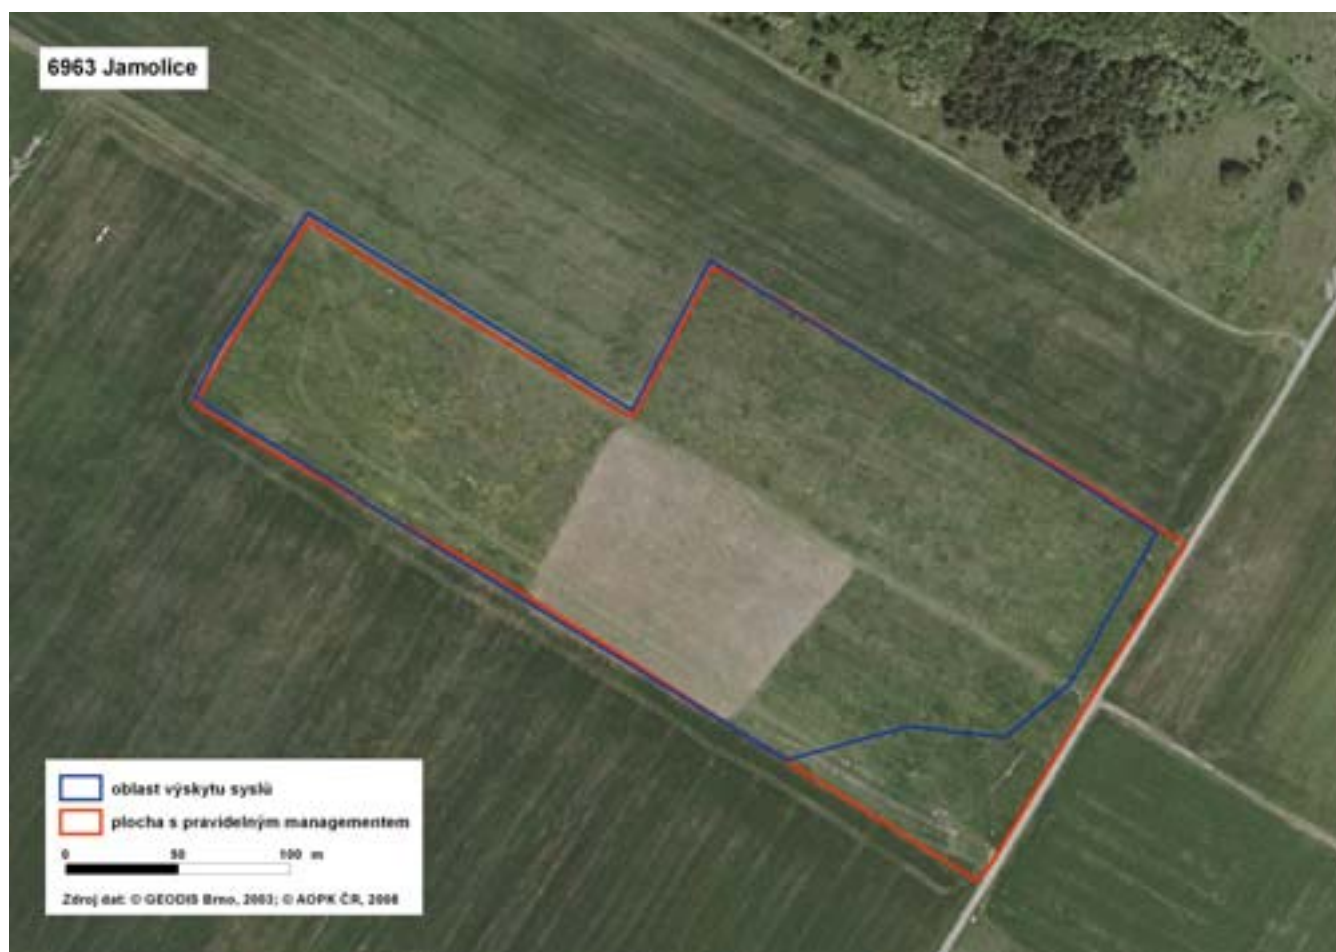 6963 Jamolice
oblast výskytu syslů
plocha s pravidelným managementem
0 50 100 m
Zdroj dat: © GEODIS Brno, 2003; © AOPK ČR, 2008